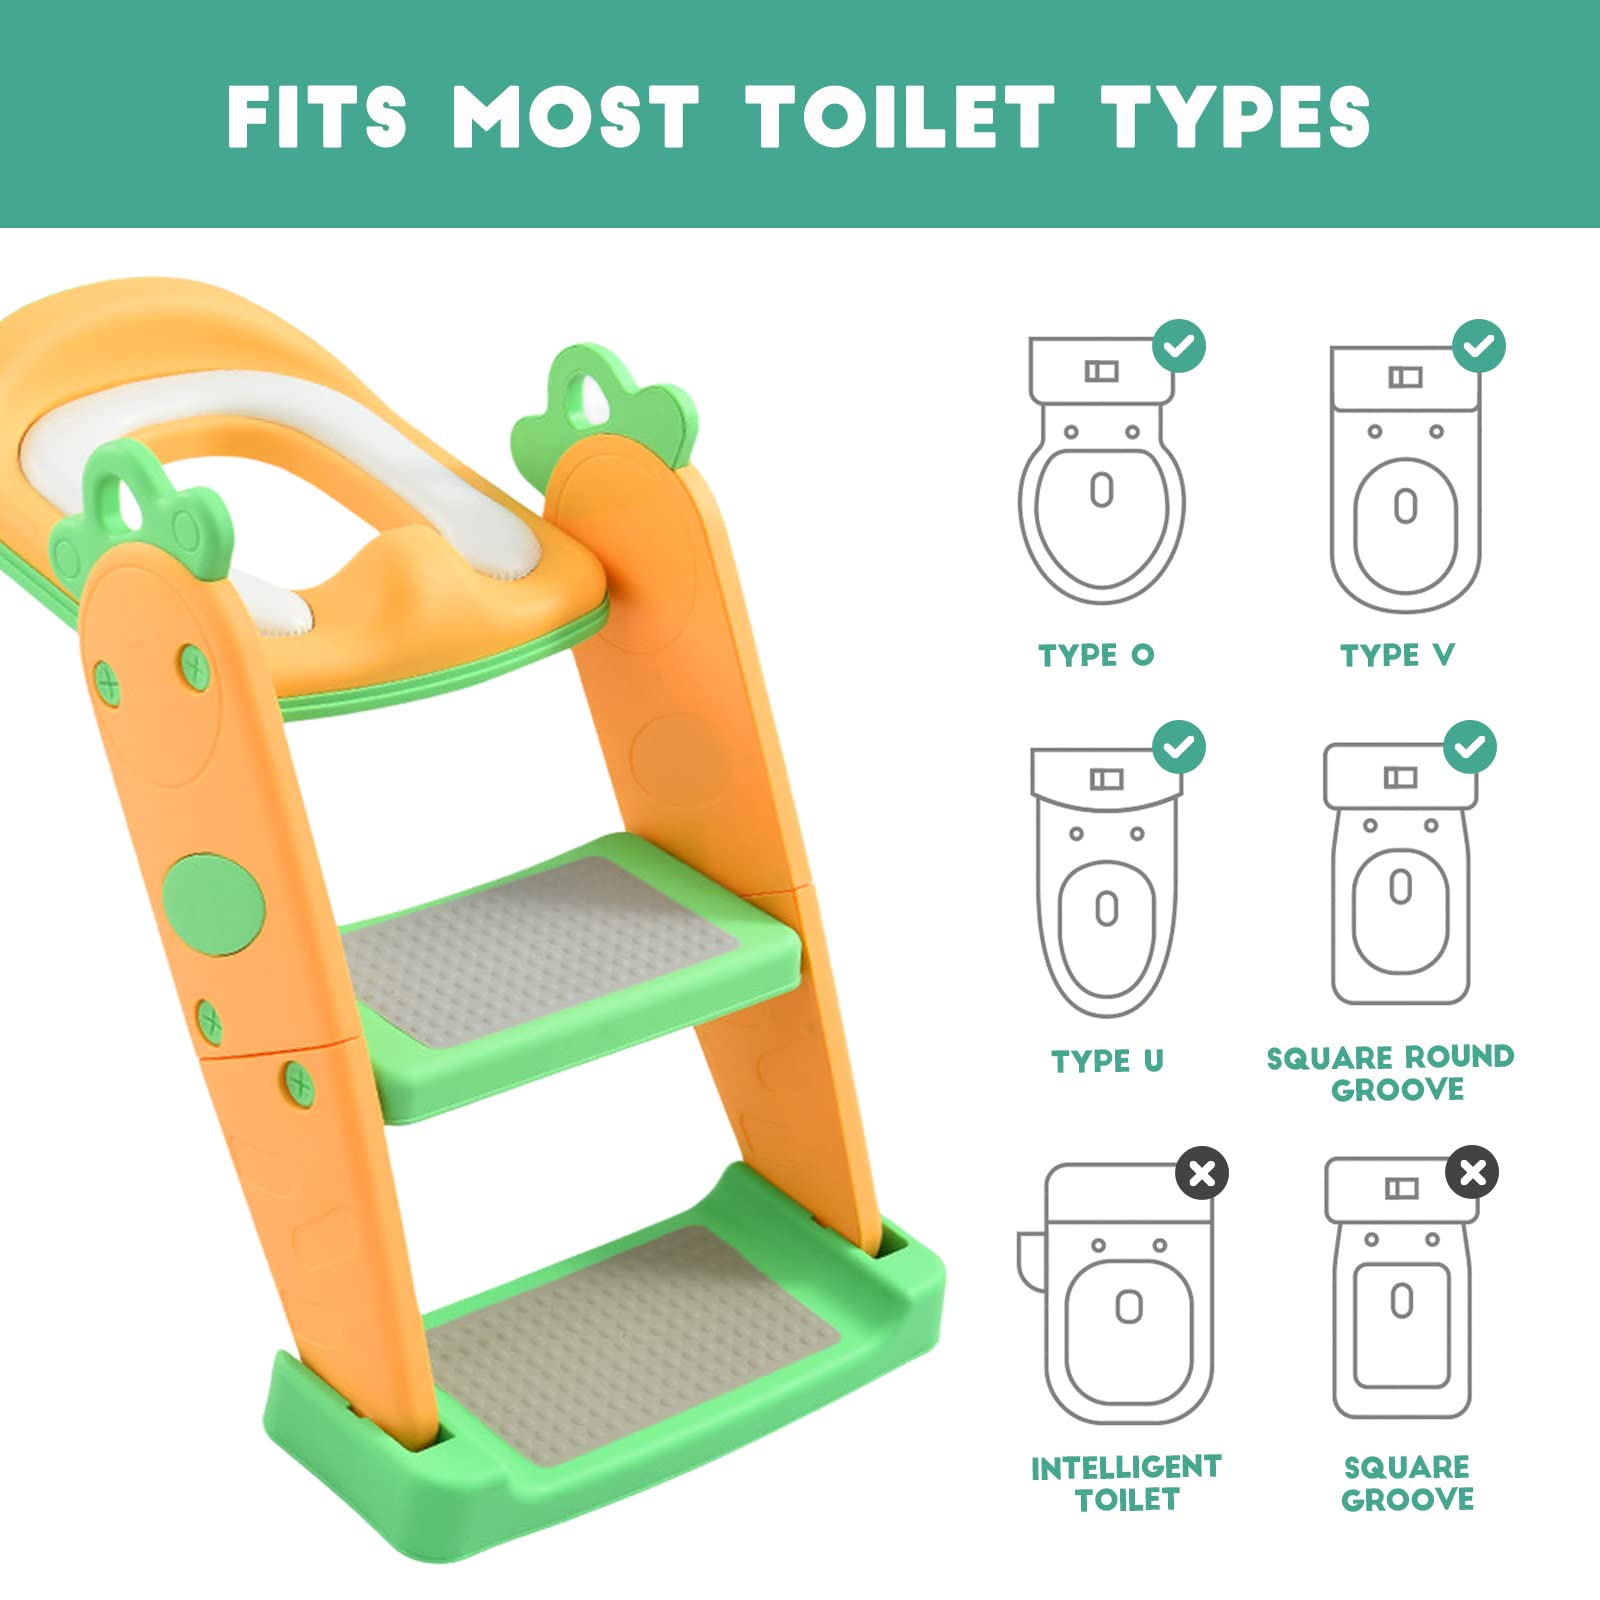 FITS MOST TOILET TYPES
TYPE O
TYPE V
TYPE U
SQUARE ROUND
GROOVE
INTELLIGENT
TOILET
SQUARE
GROOVE